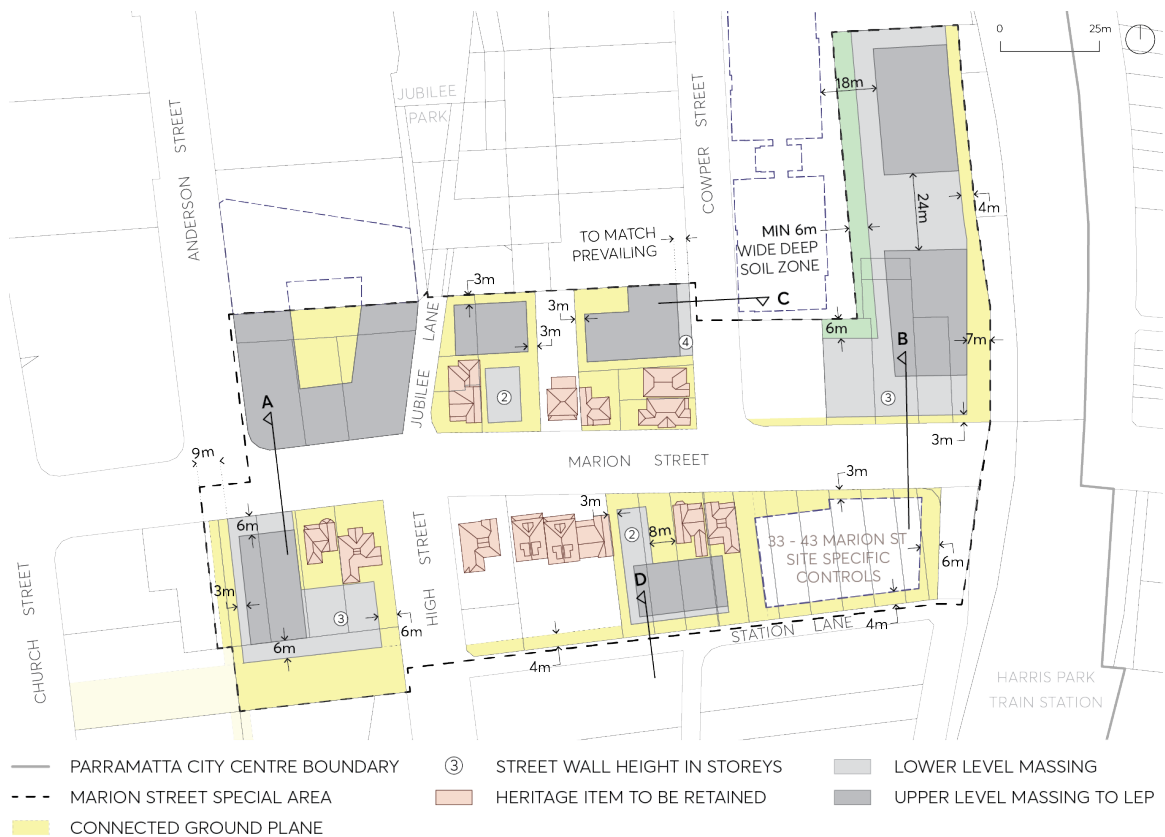 0 25m
ANDERSON STREET
JUBILEE
PARK
COWPER STREET
18m
24m
4m
TO MATCH
PREVAILING
MIN 6m
WIDE DEEP
SOIL ZONE
C
3m
3m
3m
JUBILEE LANE
4
6m
B
7m
A
2
3
3m
9m
MARION STREET
3m
3m
6m
2
8m
33 - 43 MARION ST
SITE SPECIFIC
CONTROLS
6m
CHURCH STREET
3m
HIGH STREET
D
3
6m
6m
4m
STATION LANE
4m
HARRIS PARK
TRAIN STATION
PARRAMATTA CITY CENTRE BOUNDARY
3 STREET WALL HEIGHT IN STOREYS
LOWER LEVEL MASSING
MARION STREET SPECIAL AREA
HERITAGE ITEM TO BE RETAINED
UPPER LEVEL MASSING TO LEP
CONNECTED GROUND PLANE